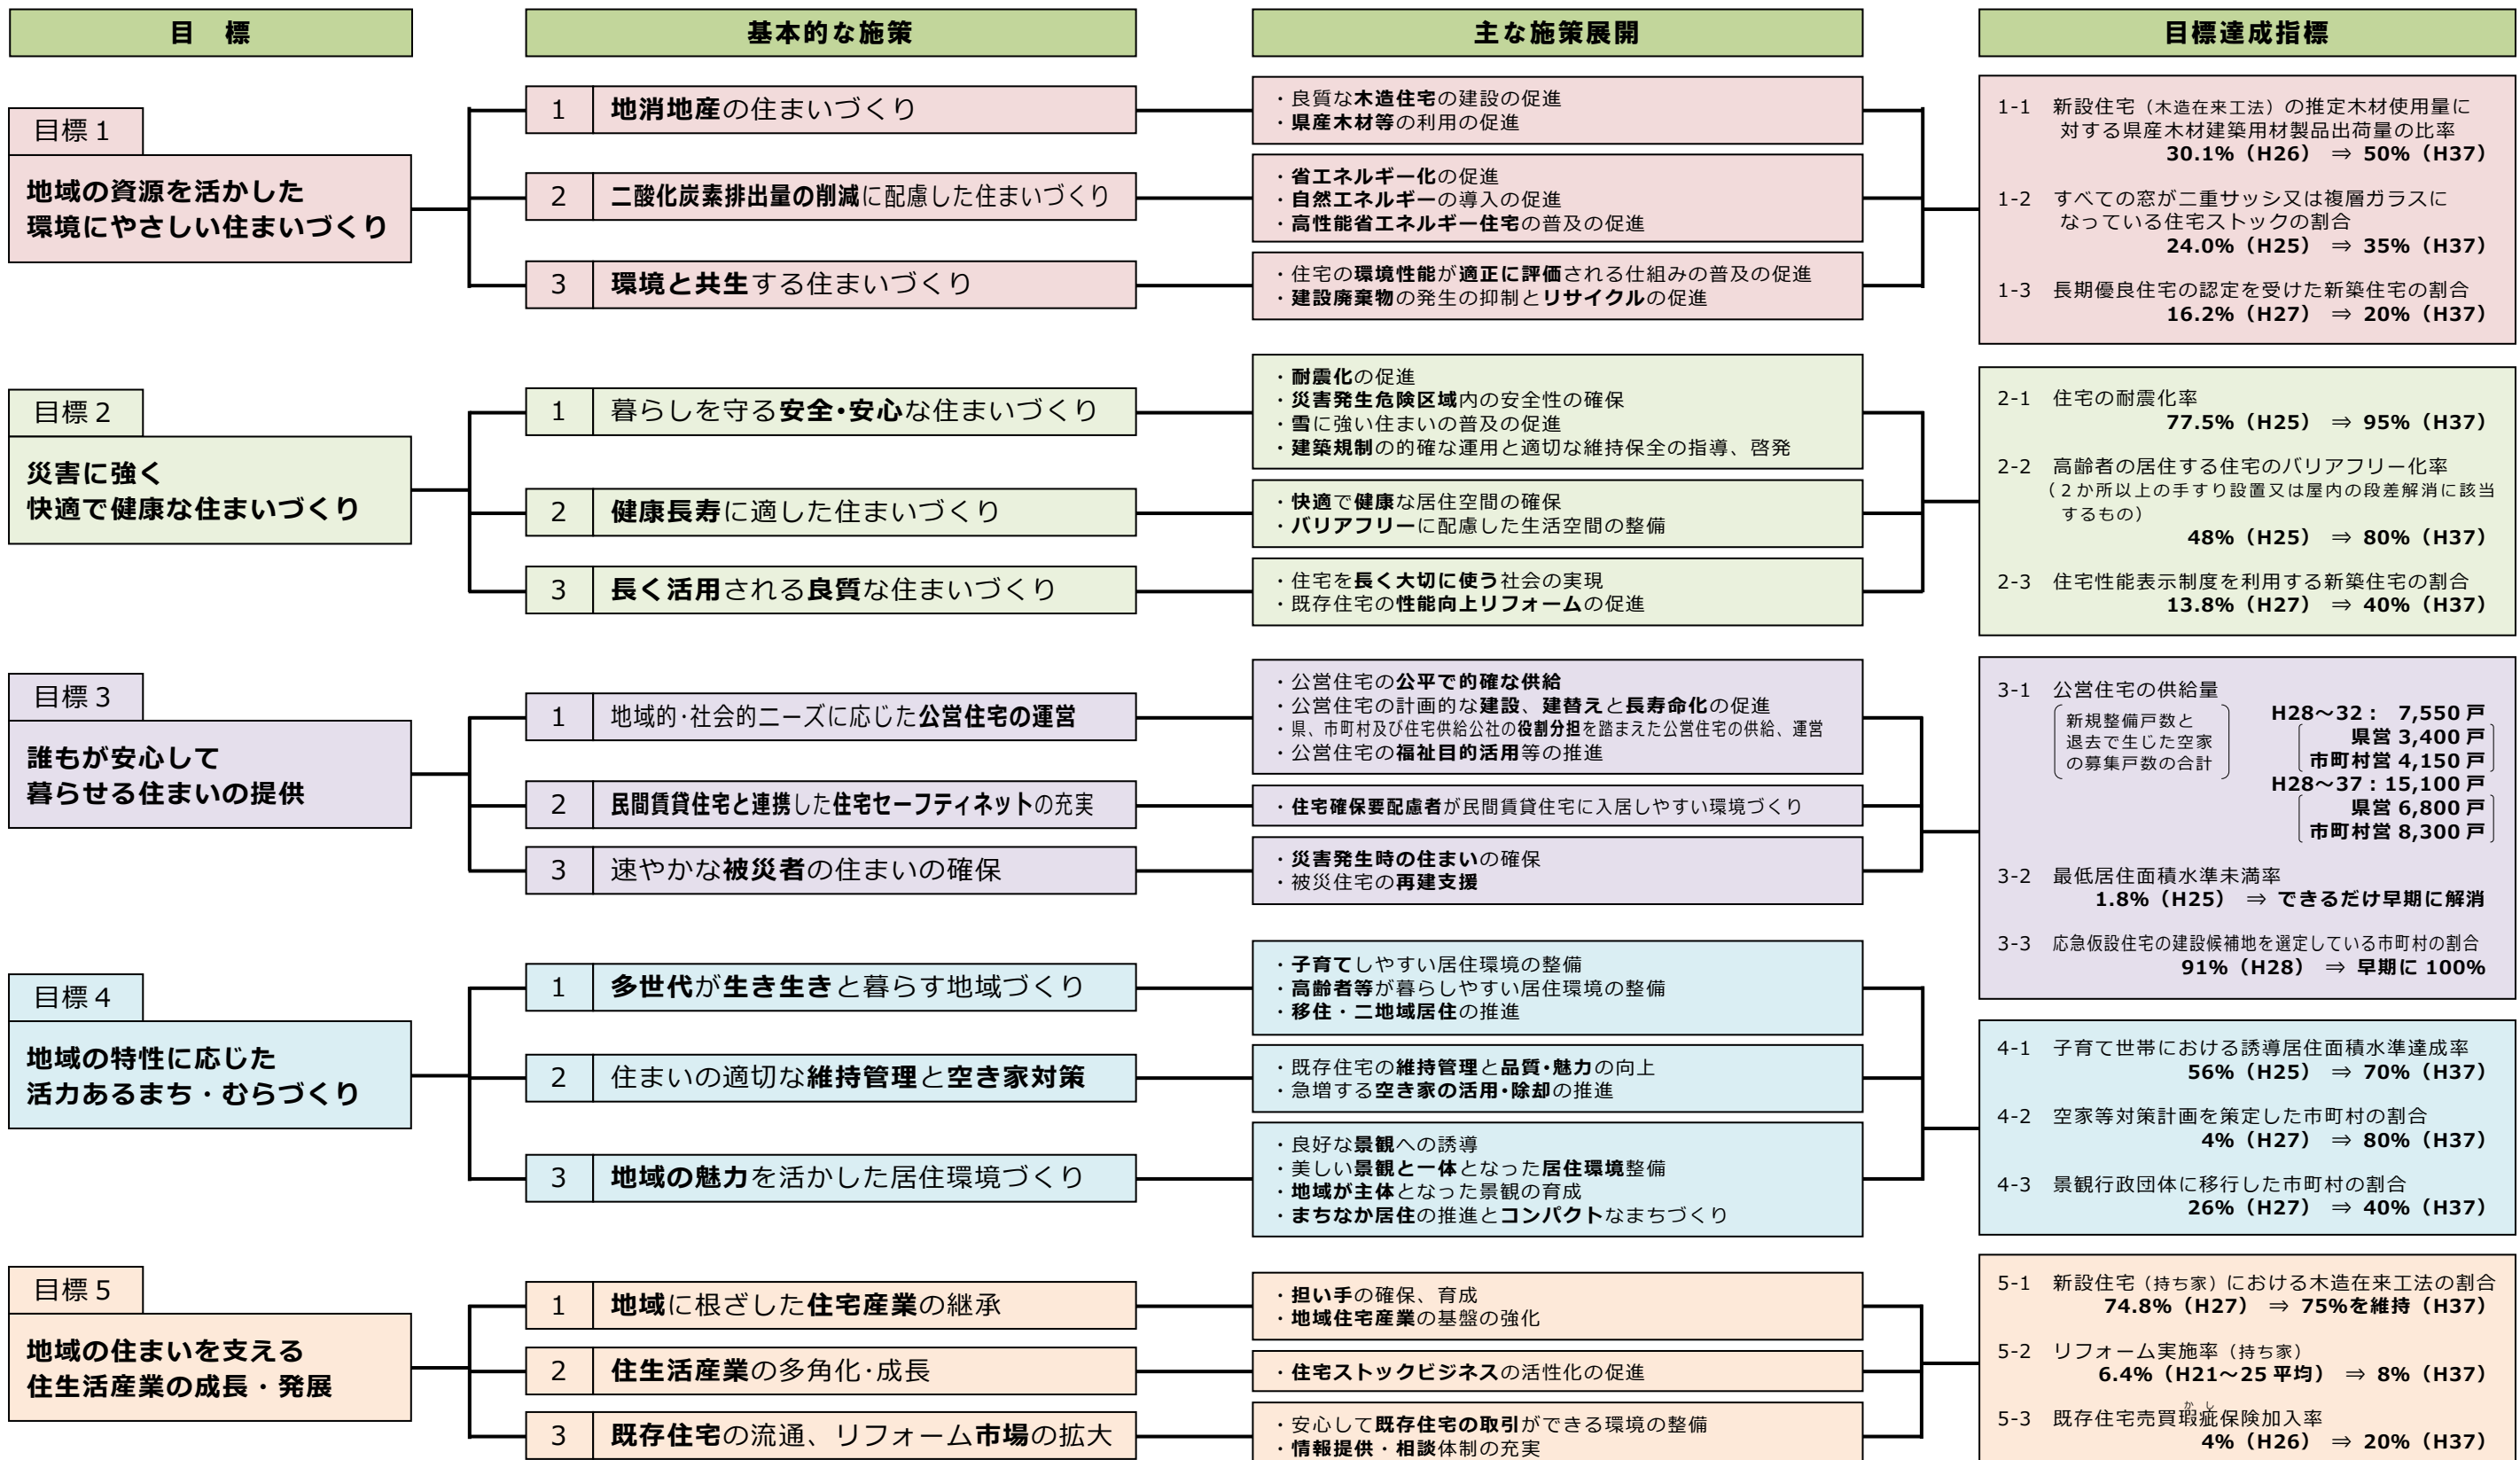 目　標
基本的な施策
主な施策展開
目標達成指標
目標１
地域の資源を活かした
環境にやさしい住まいづくり
1　地消地産の住まいづくり
・良質な木造住宅の建設の促進
・県産木材等の利用の促進
2　二酸化炭素排出量の削減に配慮した住まいづくり
・省エネルギー化の促進
・自然エネルギーの導入の促進
・高性能省エネルギー住宅の普及の促進
3　環境と共生する住まいづくり
・住宅の環境性能が適正に評価される仕組みの普及の促進
・建設廃棄物の発生の抑制とリサイクルの促進
1-1　新設住宅（木造在来工法）の推定木材使用量に
対する県産木材建築用材製品出荷量の比率
30.1%（H26）　⇒ 50%（H37）
1-2　すべての窓が二重サッシ又は複層ガラスに
なっている住宅ストックの割合
24.0%（H25）　⇒ 35%（H37）
1-3　長期優良住宅の認定を受けた新築住宅の割合
16.2%（H27）　⇒ 20%（H37）
目標２
災害に強く
快適で健康な住まいづくり
1　暮らしを守る安全・安心な住まいづくり
・耐震化の促進
・災害発生危険区域内の安全性の確保
・雪に強い住まいの普及の促進
・建築規制の的確な運用と適切な維持保全の指導、啓発
2　健康長寿に適した住まいづくり
・快適で健康な居住空間の確保
・バリアフリーに配慮した生活空間の整備
3　長く活用される良質な住まいづくり
・住宅を長く大切に使う社会の実現
・既存住宅の性能向上リフォームの促進
2-1　住宅の耐震化率
77.5%（H25）　⇒ 95%（H37）
2-2　高齢者の居住する住宅のバリアフリー化率
（２か所以上の手すり設置又は屋内の段差解消に該当
するもの）
48%（H25）　⇒ 80%（H37）
2-3　住宅性能表示制度を利用する新築住宅の割合
13.8%（H27）　⇒ 40%（H37）
目標３
誰もが安心して
暮らせる住まいの提供
1　地域的・社会的ニーズに応じた公営住宅の運営
・公営住宅の公平で的確な供給
・公営住宅の計画的な建設、建替えと長寿命化の促進
・県、市町村及び住宅供給公社の役割分担を踏まえた公営住宅の供給、運営
・公営住宅の福祉目的活用等の推進
2　民間賃貸住宅と連携した住宅セーフティネットの充実
・住宅確保要配慮者が民間賃貸住宅に入居しやすい環境づくり
3　速やかな被災者の住まいの確保
・災害発生時の住まいの確保
・被災住宅の再建支援
3-1　公営住宅の供給量
新規整備戸数と
退去で生じた空家
の募集戸数の合計
H28～32：　7,550 戸
県営 3,400 戸
市町村営 4,150 戸
H28～37：15,100 戸
県営 6,800 戸
市町村営 8,300 戸
3-2　最低居住面積水準未満率
1.8%（H25）　⇒ できるだけ早期に解消
3-3　応急仮設住宅の建設候補地を選定している市町村の割合
91%（H28）　⇒ 早期に 100%
目標４
地域の特性に応じた
活力あるまち・むらづくり
1　多世代が生き生きと暮らす地域づくり
・子育てしやすい居住環境の整備
・高齢者等が暮らしやすい居住環境の整備
・移住・二地域居住の推進
2　住まいの適切な維持管理と空き家対策
・既存住宅の維持管理と品質・魅力の向上
・急増する空き家の活用・除却の推進
3　地域の魅力を活かした居住環境づくり
・良好な景観への誘導
・美しい景観と一体となった居住環境整備
・地域が主体となった景観の育成
・まちなか居住の推進とコンパクトなまちづくり
4-1　子育て世帯における誘導居住面積水準達成率
56%（H25）　⇒ 70%（H37）
4-2　空家等対策計画を策定した市町村の割合
4%（H27）　⇒ 80%（H37）
4-3　景観行政団体に移行した市町村の割合
26%（H27）　⇒ 40%（H37）
目標５
地域の住まいを支える
住生活産業の成長・発展
1　地域に根ざした住宅産業の継承
・担い手の確保、育成
・地域住宅産業の基盤の強化
2　住生活産業の多角化・成長
・住宅ストックビジネスの活性化の促進
3　既存住宅の流通、リフォーム市場の拡大
・安心して既存住宅の取引ができる環境の整備
・情報提供・相談体制の充実
5-1　新設住宅（持ち家）における木造在来工法の割合
74.8%（H27）　⇒ 75%を維持（H37）
5-2　リフォーム実施率（持ち家）
6.4%（H21～25 平均）　⇒ 8%（H37）
かし
5-3　既存住宅売買瑕疵保険加入率
4%（H26）　⇒ 20%（H37）